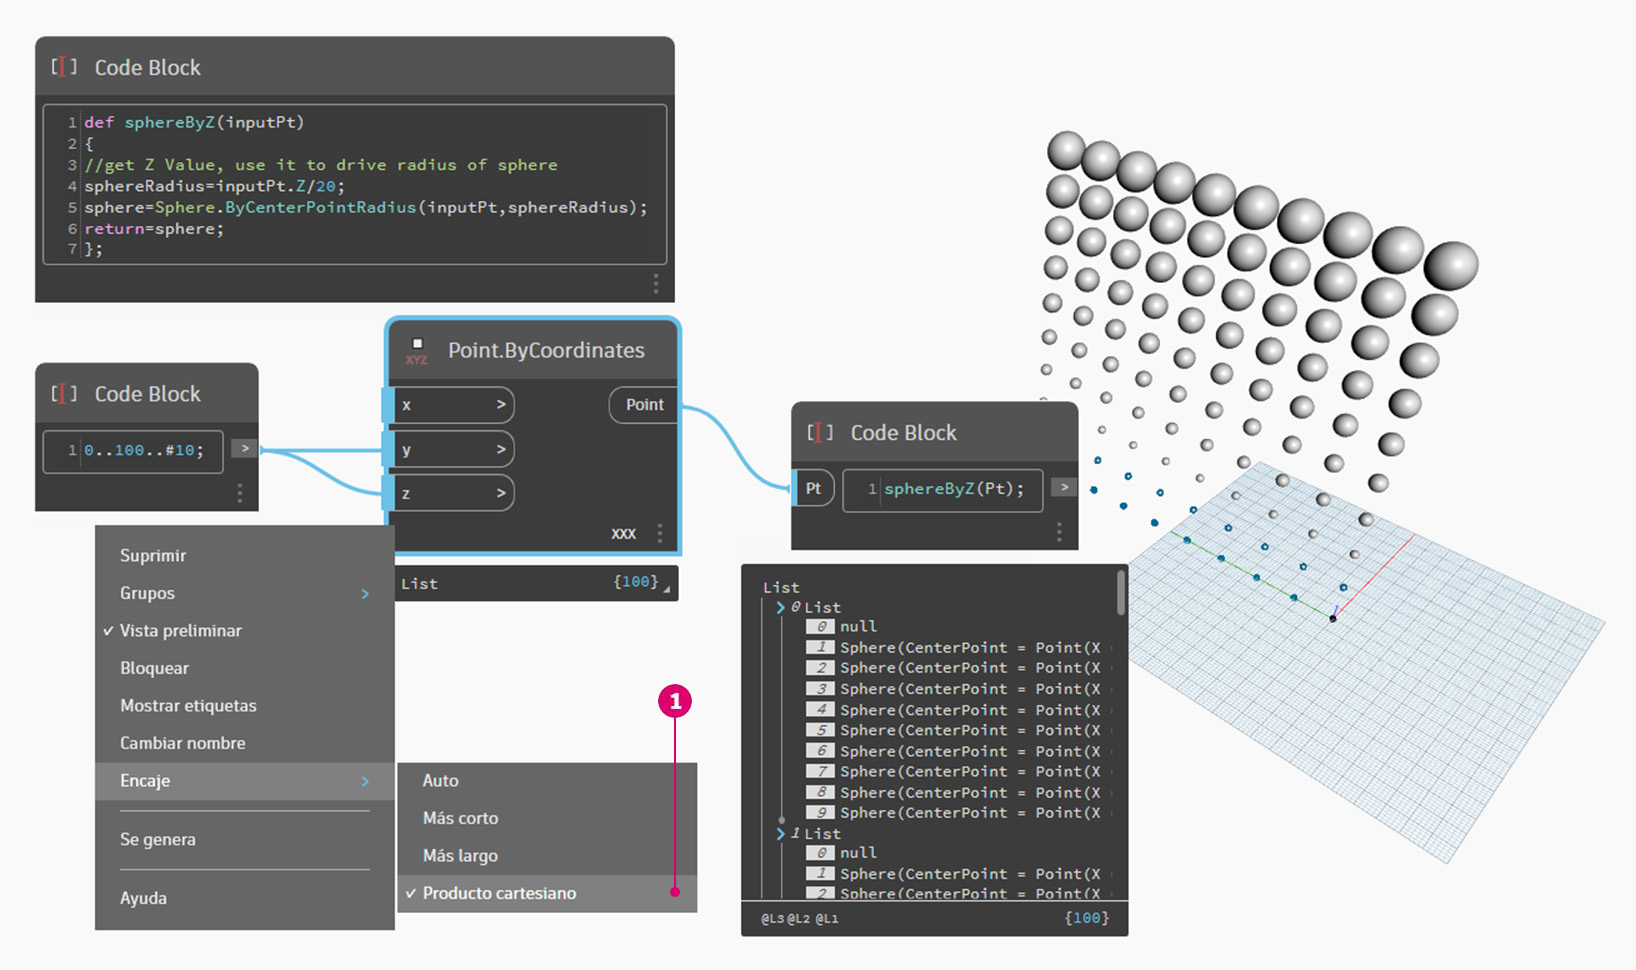 Code Block
1 def sphereByZ(inputPt)
2 {
3 //get Z Value, use it to drive radius of sphere
4 sphereRadius=inputPt.Z/20;
5 sphere=Sphere.ByCenterPointRadius(inputPt,sphereRadius);
6 return=sphere;
7 };
Code Block
1 0..100..#10; >
XYZ Point.ByCoordinates
x >
Point
y >
z >
XXX
List {100}
Code Block
Pt 1 sphereByZ(Pt); >
Suprimir
Grupos >
✓ Vista preliminar
Bloquear
Mostrar etiquetas
Cambiar nombre
Encaje >
Se genera
Ayuda
1
Auto
Más corto
Más largo
✓ Producto cartesiano
List
0 List
0 null
1 Sphere(CenterPoint = Point(X
2 Sphere(CenterPoint = Point(X
3 Sphere(CenterPoint = Point(X
4 Sphere(CenterPoint = Point(X
5 Sphere(CenterPoint = Point(X
6 Sphere(CenterPoint = Point(X
7 Sphere(CenterPoint = Point(X
8 Sphere(CenterPoint = Point(X
9 Sphere(CenterPoint = Point(X
1 List
0 null
1 Sphere(CenterPoint = Point(X
2 Sphere(CenterPoint = Point(X
@L3 @L2 @L1 {100}